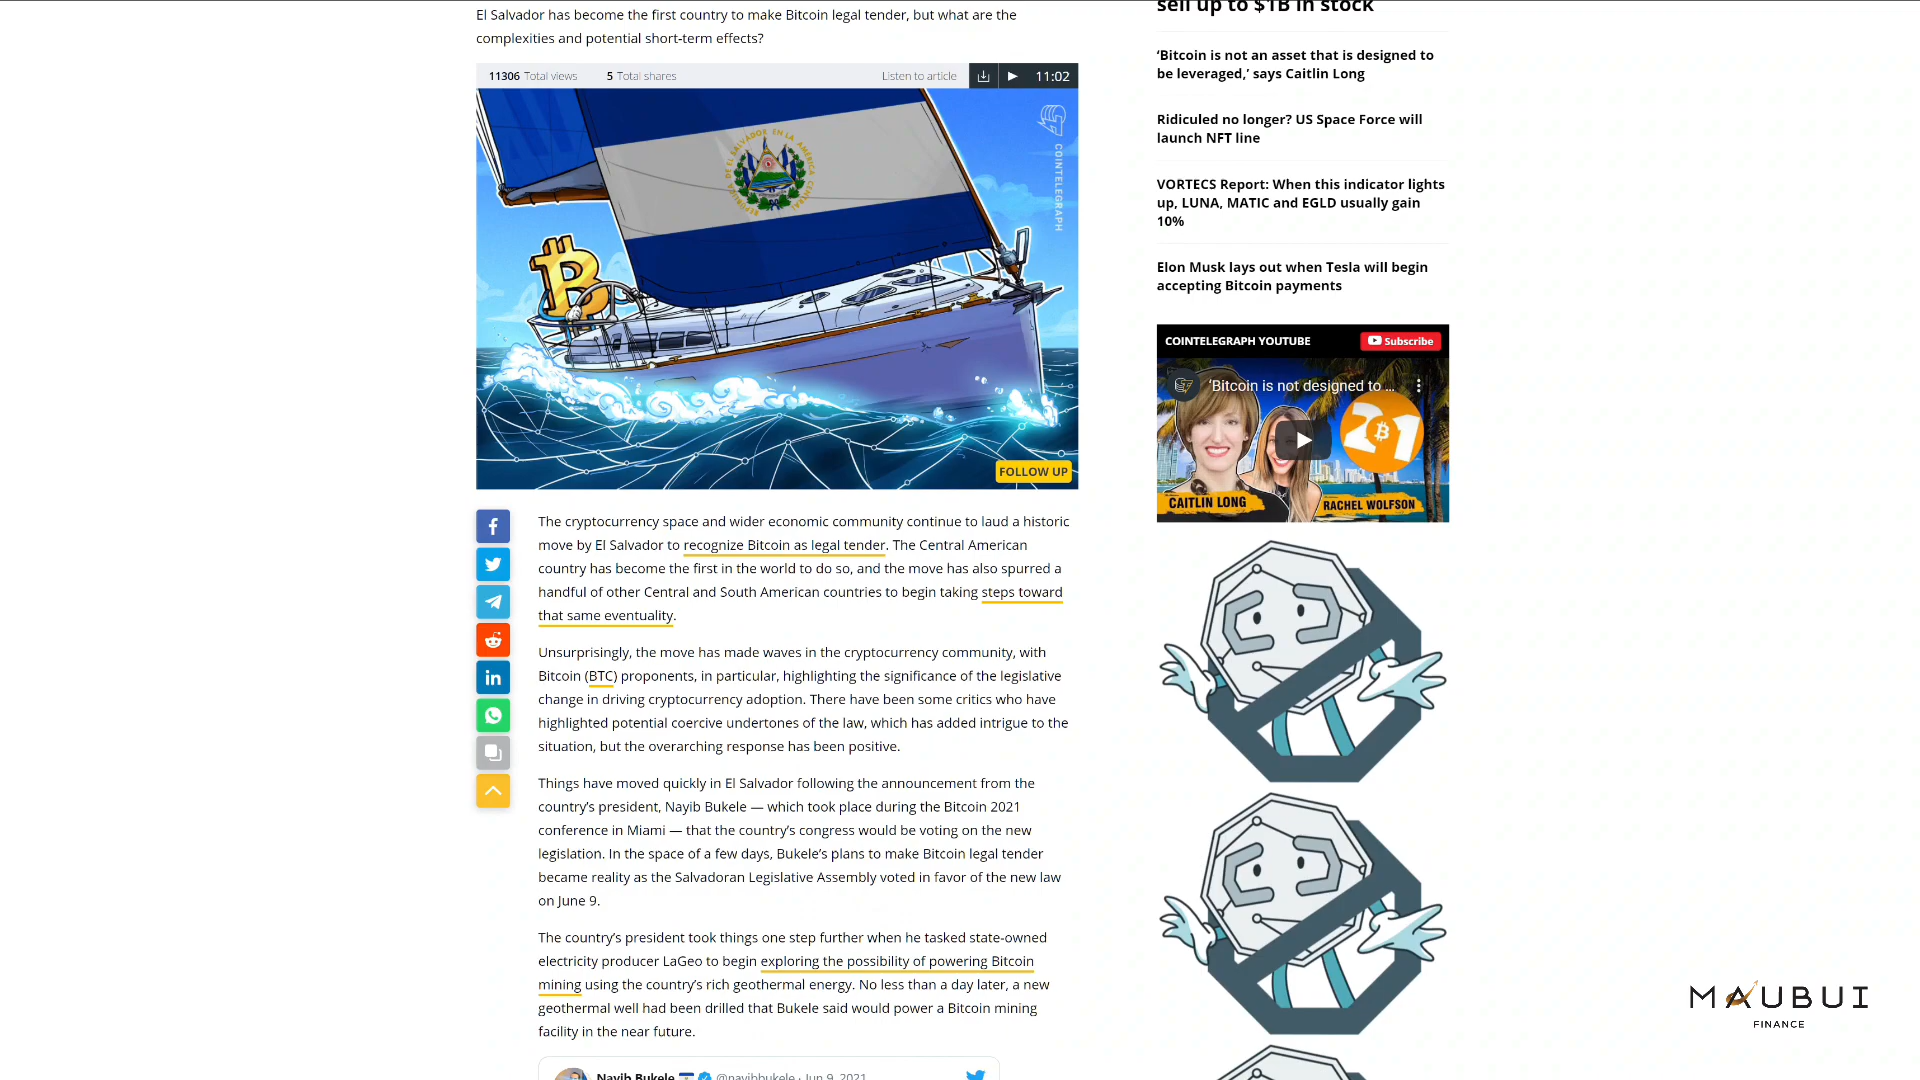 El Salvador has become the first country to make Bitcoin legal tender, but what are the
complexities and potential short-term effects?
11306 Total views 5 Total shares Listen to article 11:02
DE EL SALVADOR EN LA AMERICA CENTRAL
COINTELEGRAPH
FOLLOW UP
The cryptocurrency space and wider economic community continue to laud a historic
move by El Salvador to recognize Bitcoin as legal tender. The Central American
country has become the first in the world to do so, and the move has also spurred a
handful of other Central and South American countries to begin taking steps toward
that same eventuality.
Unsurprisingly, the move has made waves in the cryptocurrency community, with
Bitcoin (BTC) proponents, in particular, highlighting the significance of the legislative
change in driving cryptocurrency adoption. There have been some critics who have
highlighted potential coercive undertones of the law, which has added intrigue to the
situation, but the overarching response has been positive.
Things have moved quickly in El Salvador following the announcement from the
country’s president, Nayib Bukele — which took place during the Bitcoin 2021
conference in Miami — that the country’s congress would be voting on the new
legislation. In the space of a few days, Bukele’s plans to make Bitcoin legal tender
became reality as the Salvadoran Legislative Assembly voted in favor of the new law
on June 9.
The country’s president took things one step further when he tasked state-owned
electricity producer LaGeo to begin exploring the possibility of powering Bitcoin
mining using the country’s rich geothermal energy. No less than a day later, a new
geothermal well had been drilled that Bukele said would power a Bitcoin mining
facility in the near future.
Nayib Bukele @nayibbukele · Jun 9, 2021
sell up to $1B in stock
‘Bitcoin is not an asset that is designed to
be leveraged,’ says Caitlin Long
Ridiculed no longer? US Space Force will
launch NFT line
VORTECS Report: When this indicator lights
up, LUNA, MATIC and EGLD usually gain
10%
Elon Musk lays out when Tesla will begin
accepting Bitcoin payments
COINTELEGRAPH YOUTUBE Subscribe
‘Bitcoin is not designed to ...
21
CAITLIN LONG
RACHEL WOLFSON
MAUBUI
FINANCE